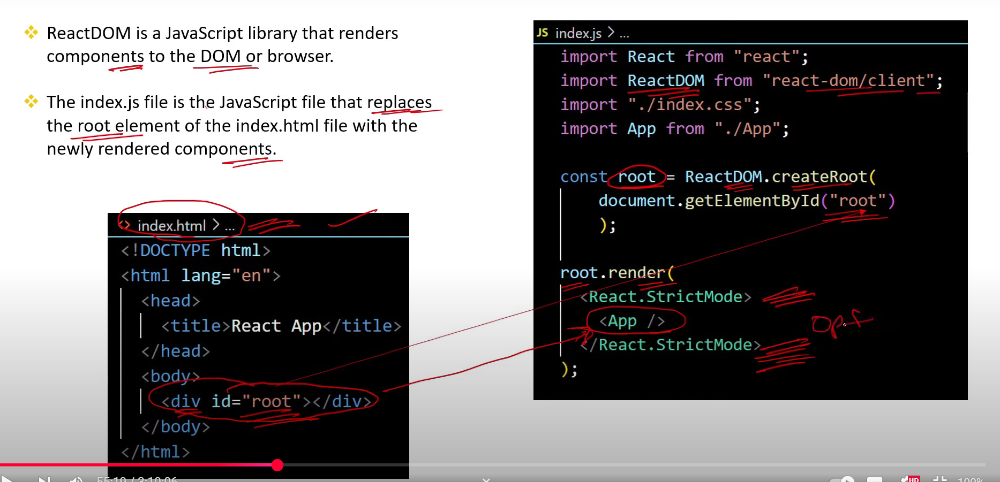 ReactDOM is a JavaScript library that renders
components to the DOM or browser.
The index.js file is the JavaScript file that replaces
the root element of the index.html file with the
newly rendered components.
<> index.html > ...
<!DOCTYPE html>
<html lang="en">
<head>
<title>React App</title>
</head>
<body>
<div id="root"></div>
</body>
</html>
JS index.js > ...
import React from "react";
import ReactDOM from "react-dom/client";
import "./index.css";
import App from "./App";
const root = ReactDOM.createRoot(
document.getElementById("root")
);
root.render(
<React.StrictMode>
<App />
</React.StrictMode>
);
opt
55:19 / 3:10:06
HD
100%